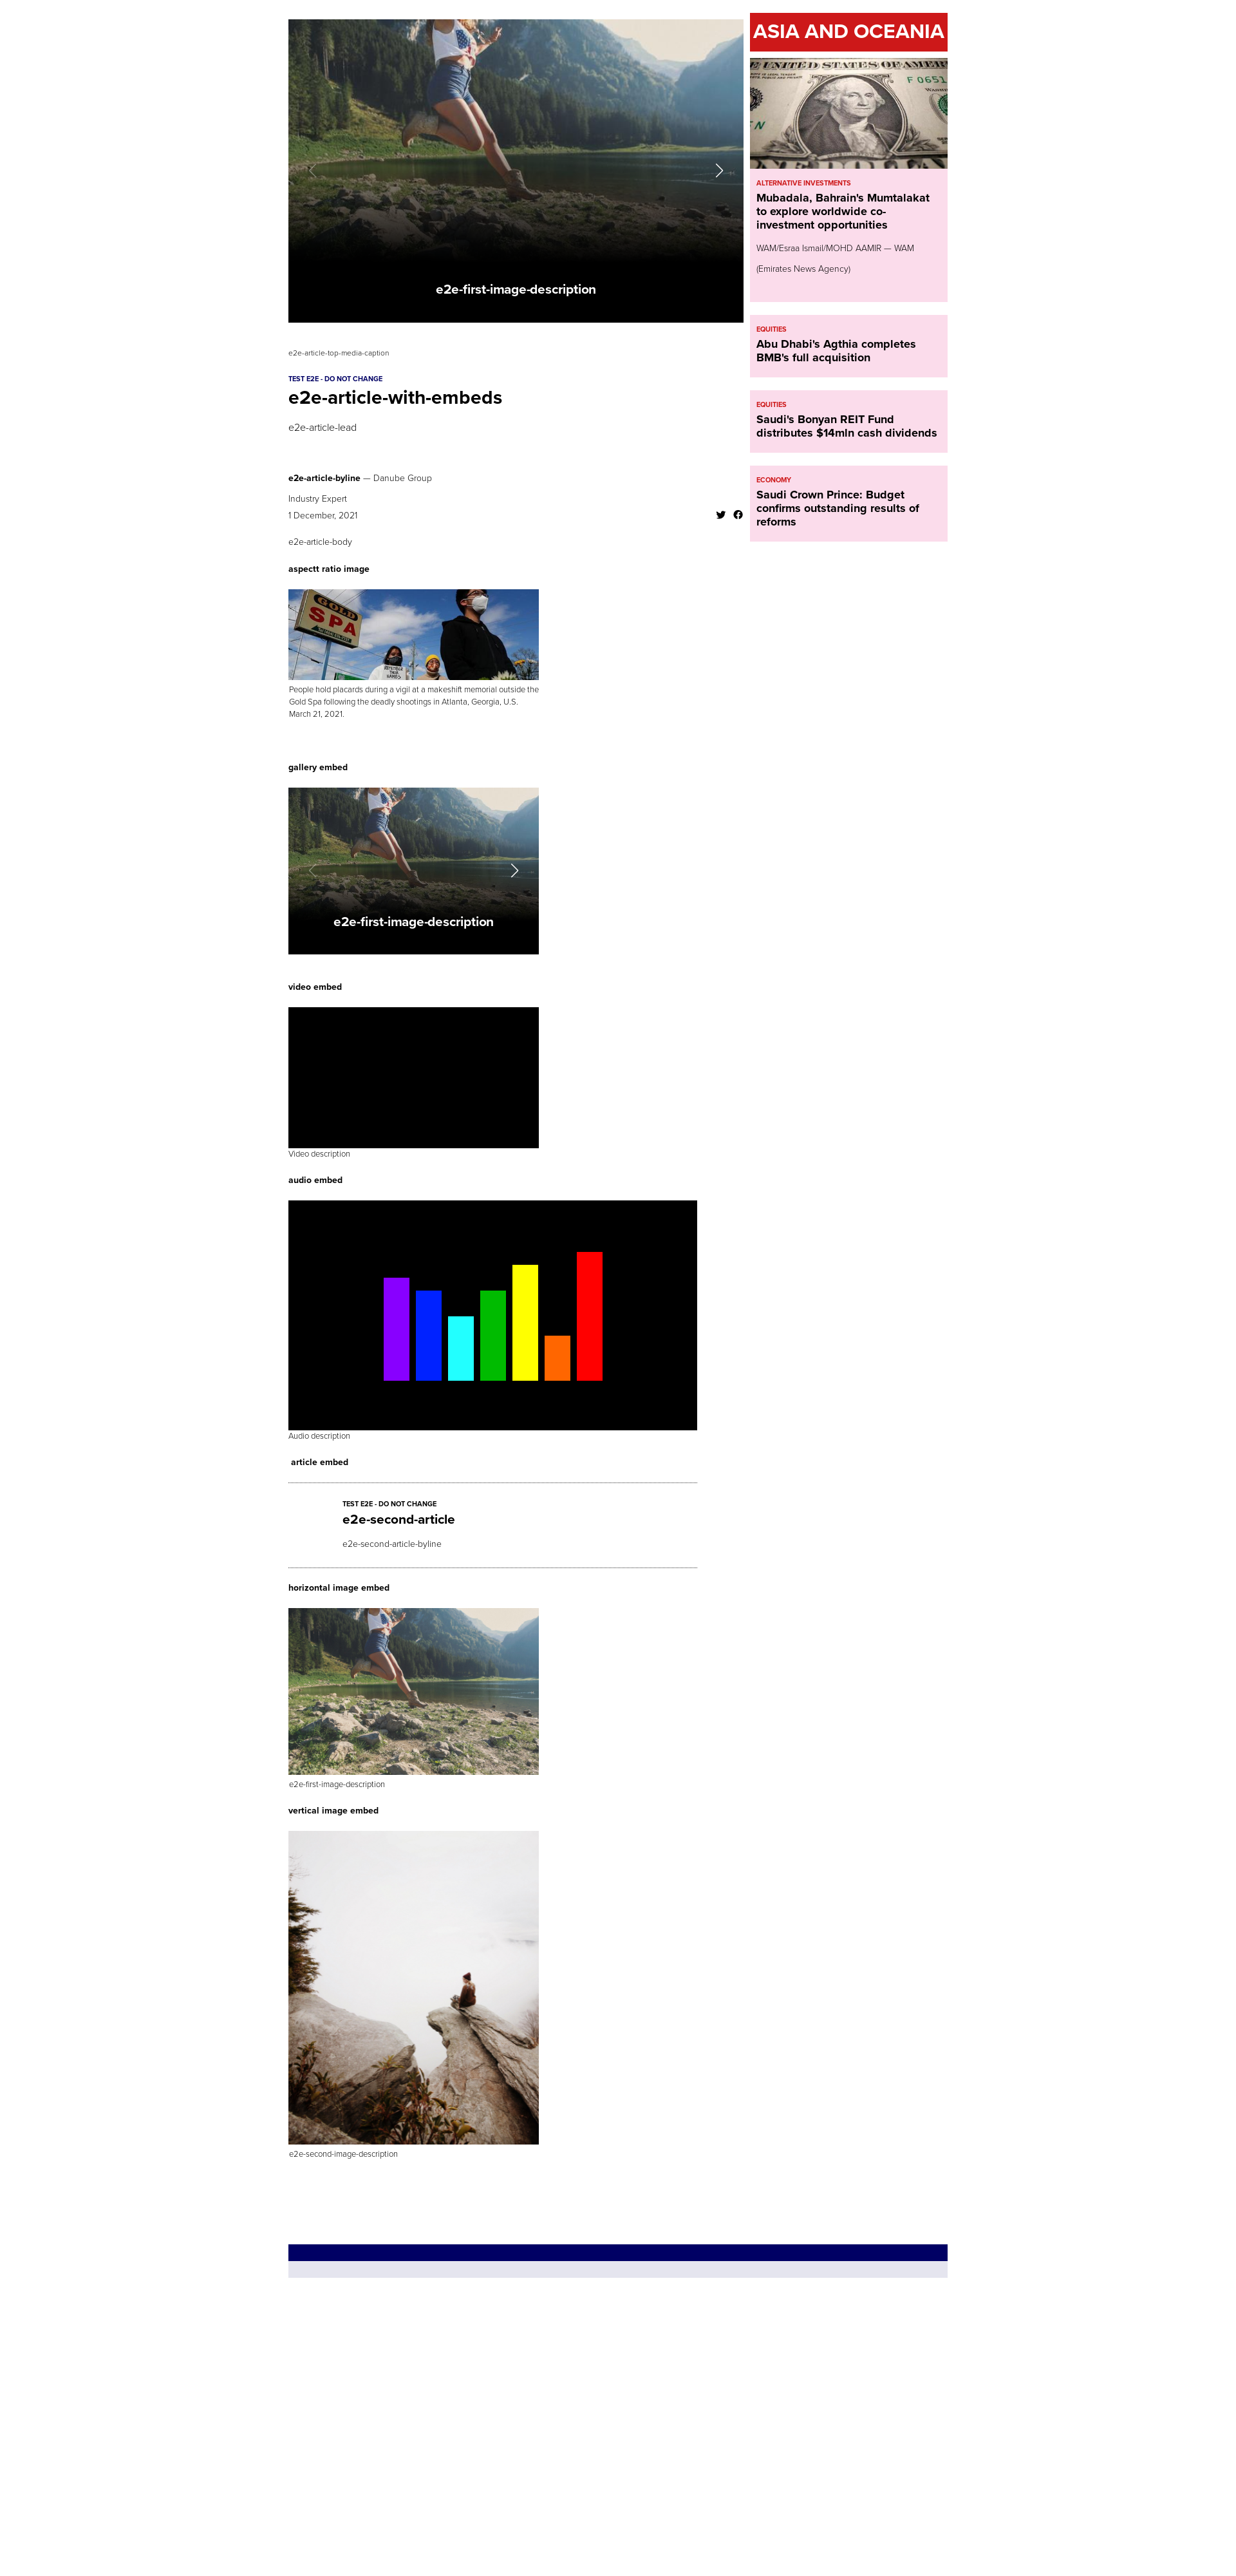 e2e-first-image-description
e2e-article-top-media-caption
TEST E2E - DO NOT CHANGE
e2e-article-with-embeds
e2e-article-lead
e2e-article-byline — Danube Group
Industry Expert
1 December, 2021
e2e-article-body
aspectt ratio image
GOLD
SPA
People hold placards during a vigil at a makeshift memorial outside the
Gold Spa following the deadly shootings in Atlanta, Georgia, U.S.
March 21, 2021.
gallery embed
e2e-first-image-description
video embed
Video description
audio embed
Audio description
article embed
TEST E2E - DO NOT CHANGE
e2e-second-article
e2e-second-article-byline
horizontal image embed
e2e-first-image-description
vertical image embed
e2e-second-image-description
ASIA AND OCEANIA
UNITED STATES OF AMER
F 0651
ALTERNATIVE INVESTMENTS
Mubadala, Bahrain's Mumtalakat
to explore worldwide co-
investment opportunities
WAM/Esraa Ismail/MOHD AAMIR — WAM
(Emirates News Agency)
EQUITIES
Abu Dhabi's Agthia completes
BMB's full acquisition
EQUITIES
Saudi's Bonyan REIT Fund
distributes $14mln cash dividends
ECONOMY
Saudi Crown Prince: Budget
confirms outstanding results of
reforms